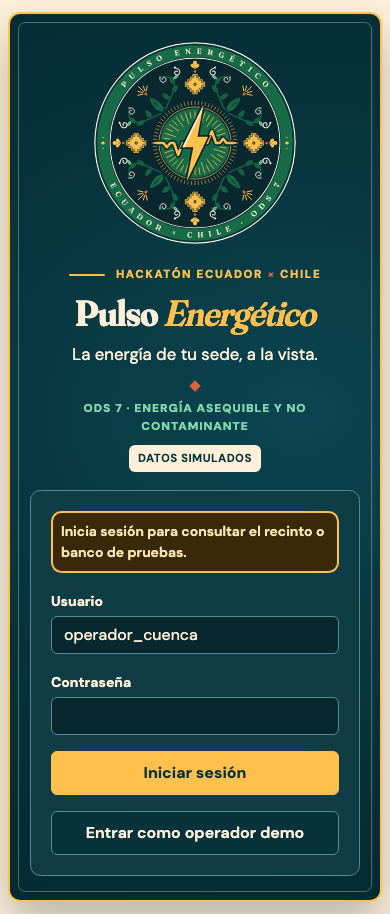 PULSO ENERGÉTICO
ECUADOR × CHILE · ODS 7
HACKATÓN ECUADOR × CHILE
Pulso Energético
La energía de tu sede, a la vista.
ODS 7 · ENERGÍA ASEQUIBLE Y NO
CONTAMINANTE
DATOS SIMULADOS
Inicia sesión para consultar el recinto o
banco de pruebas.
Usuario
operador_cuenca
Contraseña
Iniciar sesión
Entrar como operador demo